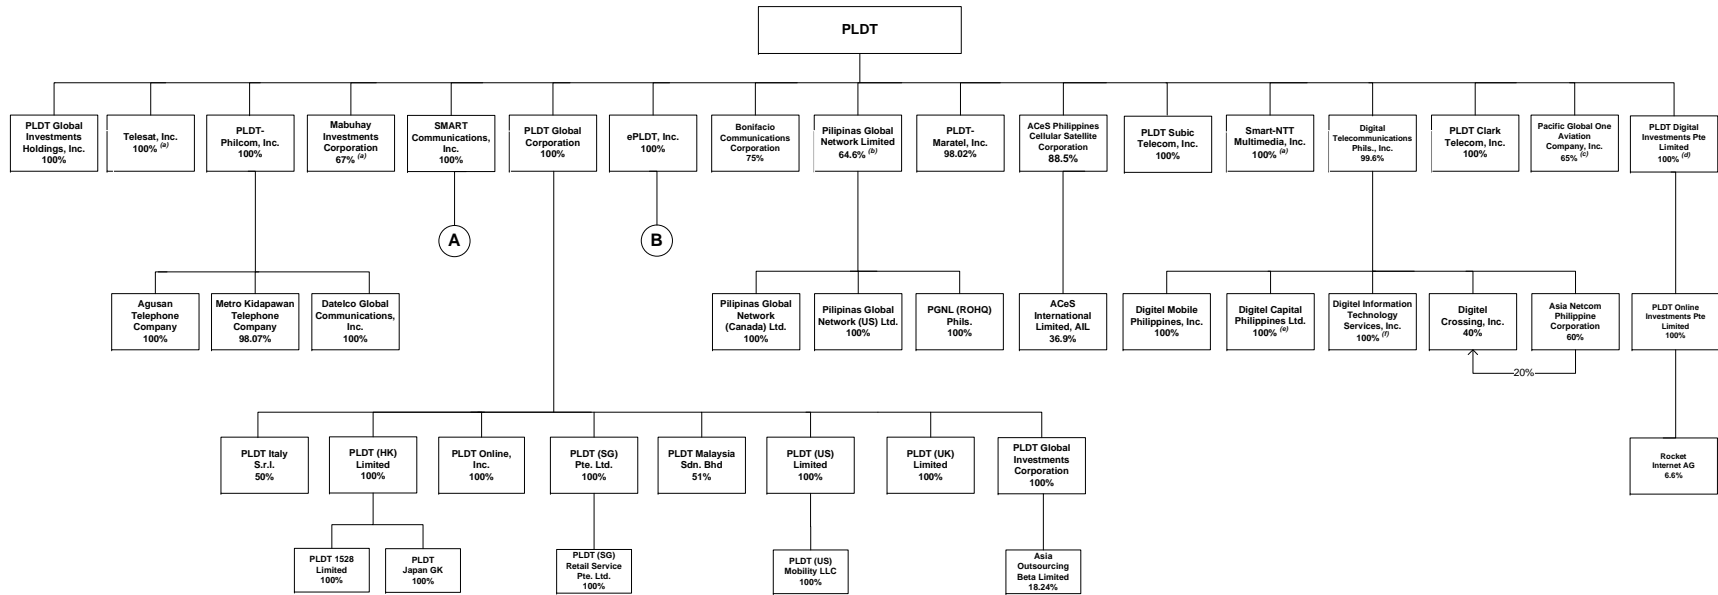 PLDT
PLDT Global
Investments
Holdings, Inc.
100%
Telesat, Inc.
100% (a)
PLDT-
Philcom, Inc.
100%
Mabuhay
Investments
Corporation
67% (a)
SMART
Communications,
Inc.
100%
PLDT Global
Corporation
100%
ePLDT, Inc.
100%
Bonifacio
Communications
Corporation
75%
Pilipinas Global
Network Limited
64.6% (b)
PLDT-
Maratel, Inc.
98.02%
ACeS Philippines
Cellular Satellite
Corporation
88.5%
PLDT Subic
Telecom, Inc.
100%
Smart-NTT
Multimedia, Inc.
100% (a)
Digital
Telecommunications
Phils., Inc.
99.6%
PLDT Clark
Telecom, Inc.
100%
Pacific Global One
Aviation
Company, Inc.
65% (c)
PLDT Digital
Investments Pte
Limited
100% (d)
A
B
Agusan
Telephone
Company
100%
Metro Kidapawan
Telephone
Company
98.07%
Datelco Global
Communications,
Inc.
100%
Pilipinas Global
Network
(Canada) Ltd.
100%
Pilipinas Global
Network (US) Ltd.
100%
PGNL (ROHQ)
Phils.
100%
ACeS
International
Limited, AIL
36.9%
Digitel Mobile
Philippines, Inc.
100%
Digitel Capital
Philippines Ltd.
100% (e)
Digitel Information
Technology
Services, Inc.
100% (f)
Digitel
Crossing, Inc.
40%
Asia Netcom
Philippine
Corporation
60%
PLDT Online
Investments Pte
Limited
100%
20%
PLDT Italy
S.r.l.
50%
PLDT (HK)
Limited
100%
PLDT Online,
Inc.
100%
PLDT (SG)
Pte. Ltd.
100%
PLDT Malaysia
Sdn. Bhd
51%
PLDT (US)
Limited
100%
PLDT (UK)
Limited
100%
PLDT Global
Investments
Corporation
100%
Rocket
Internet AG
6.6%
PLDT 1528
Limited
100%
PLDT
Japan GK
100%
PLDT (SG)
Retail Service
Pte. Ltd.
100%
PLDT (US)
Mobility LLC
100%
Asia
Outsourcing
Beta Limited
18.24%